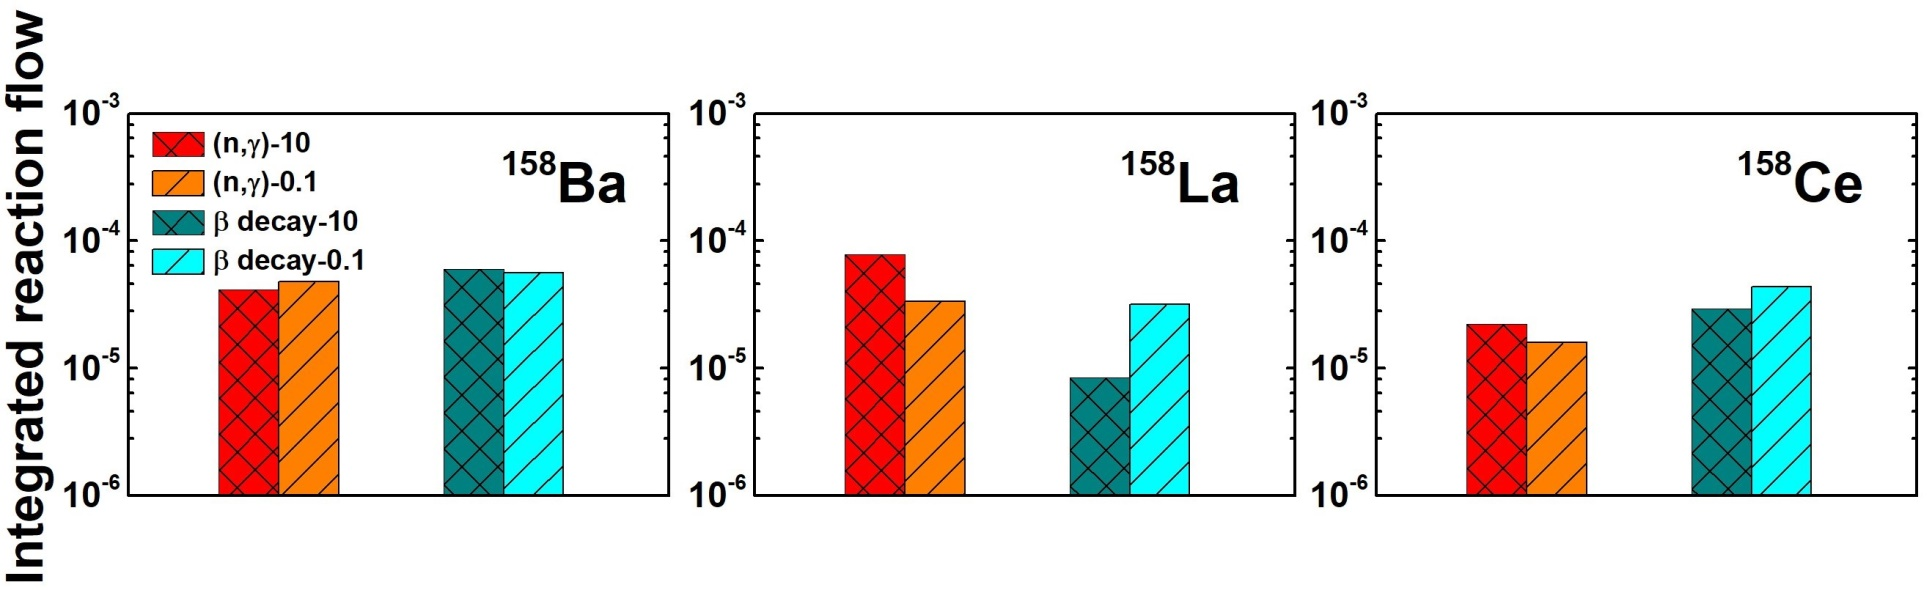 Integrated reaction flow
10⁻³
10⁻⁴
10⁻⁵
10⁻⁶
(n,γ)-10
(n,γ)-0.1
β decay-10
β decay-0.1
¹⁵⁸Ba
10⁻³
10⁻⁴
10⁻⁵
10⁻⁶
¹⁵⁸La
10⁻³
10⁻⁴
10⁻⁵
10⁻⁶
¹⁵⁸Ce